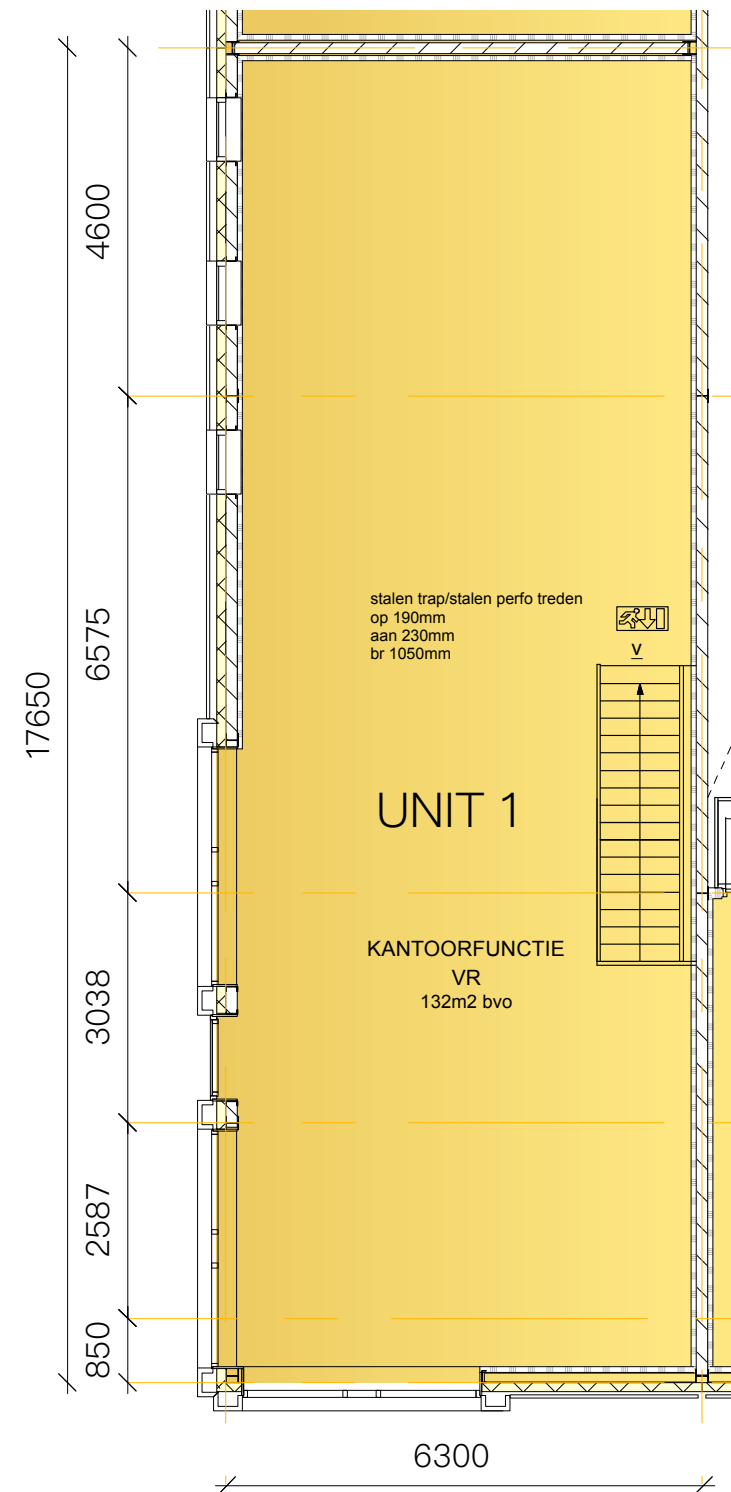 4600
stalen trap/stalen perfo treden
op 190mm
aan 230mm
br 1050mm
V
6575
17650
UNIT 1
KANTOORFUNCTIE
VR
132m2 bvo
3038
2587
850
6300